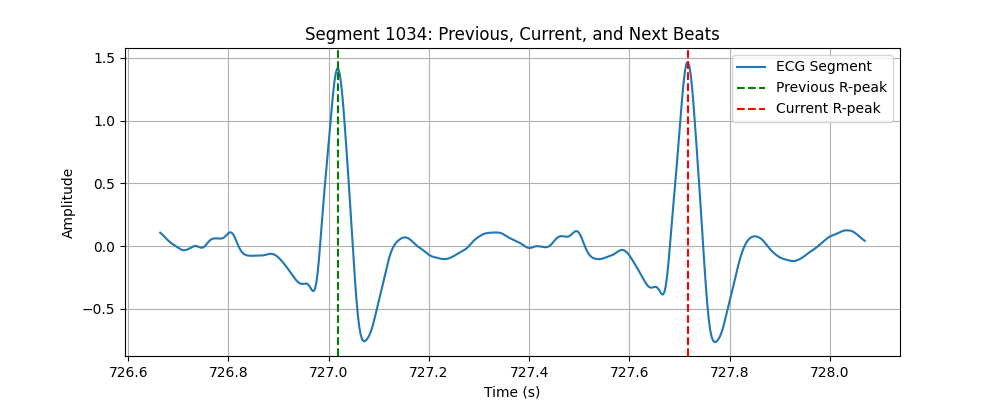 Segment 1034: Previous, Current, and Next Beats
1.5
1.0
0.5
0.0
−0.5
Amplitude
ECG Segment
Previous R-peak
Current R-peak
726.6 726.8 727.0 727.2 727.4 727.6 727.8 728.0
Time (s)